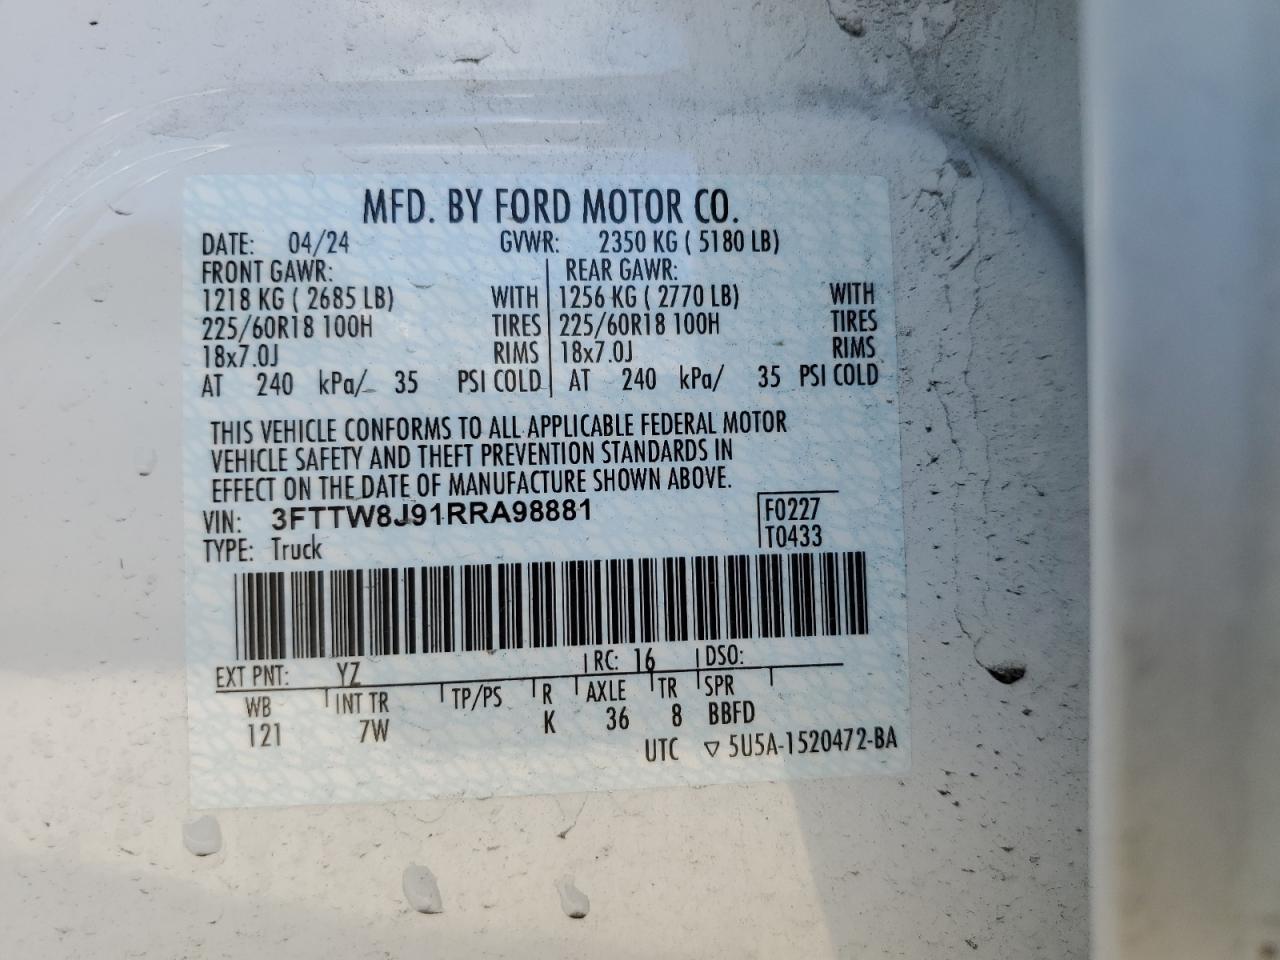 MFD. BY FORD MOTOR CO.
DATE: 04/24 GVWR: 2350 KG ( 5180 LB)
FRONT GAWR: REAR GAWR:
1218 KG ( 2685 LB) WITH 1256 KG ( 2770 LB) WITH
225/60R18 100H TIRES 225/60R18 100H TIRES
18x7.0J RIMS 18x7.0J RIMS
AT 240 kPa/ 35 PSI COLD AT 240 kPa/ 35 PSI COLD
THIS VEHICLE CONFORMS TO ALL APPLICABLE FEDERAL MOTOR
VEHICLE SAFETY AND THEFT PREVENTION STANDARDS IN
EFFECT ON THE DATE OF MANUFACTURE SHOWN ABOVE.
VIN: 3FTTW8J91RRA98881 F0227
TYPE: Truck T0433
EXT PNT: YZ RC: 16 DSO:
WB INT TR TP/PS R AXLE TR SPR
121 7W K 36 8 BBFD
UTC ▽ 5U5A-1520472-BA